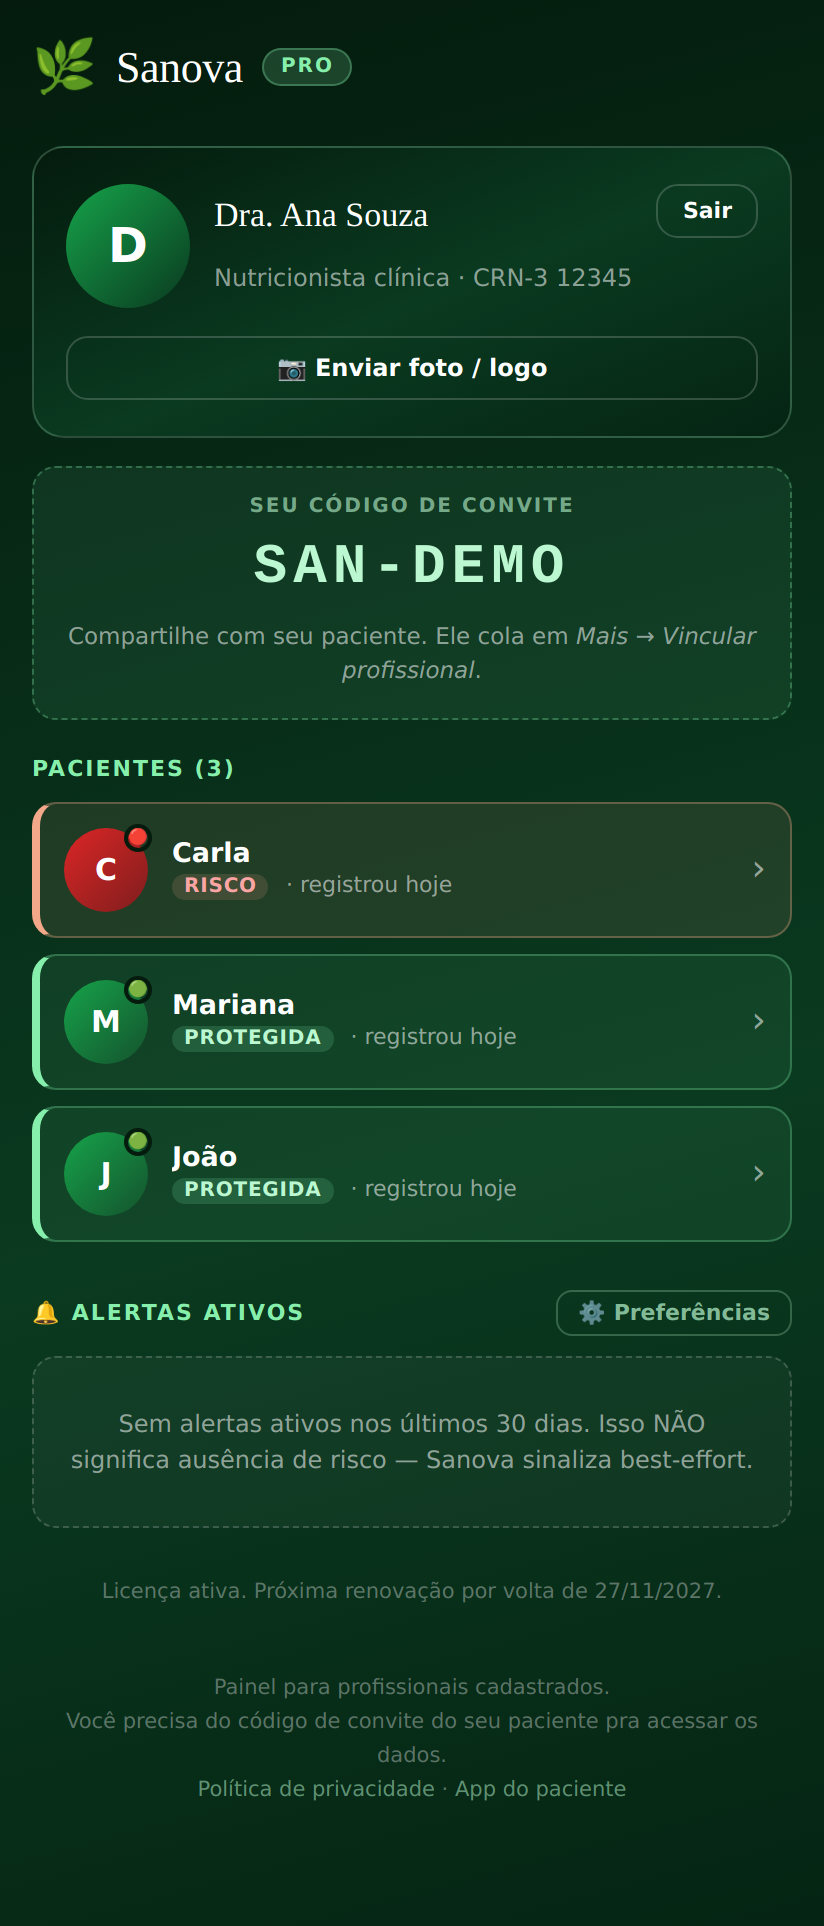 Sanova PRO
D
Dra. Ana Souza
Sair
Nutricionista clínica · CRN-3 12345
Enviar foto / logo
SEU CÓDIGO DE CONVITE
SAN-DEMO
Compartilhe com seu paciente. Ele cola em Mais → Vincular
profissional.
PACIENTES (3)
C
Carla
RISCO · registrou hoje
›
M
Mariana
PROTEGIDA · registrou hoje
›
J
João
PROTEGIDA · registrou hoje
›
ALERTAS ATIVOS
Preferências
Sem alertas ativos nos últimos 30 dias. Isso NÃO
significa ausência de risco — Sanova sinaliza best-effort.
Licença ativa. Próxima renovação por volta de 27/11/2027.
Painel para profissionais cadastrados.
Você precisa do código de convite do seu paciente pra acessar os
dados.
Política de privacidade · App do paciente